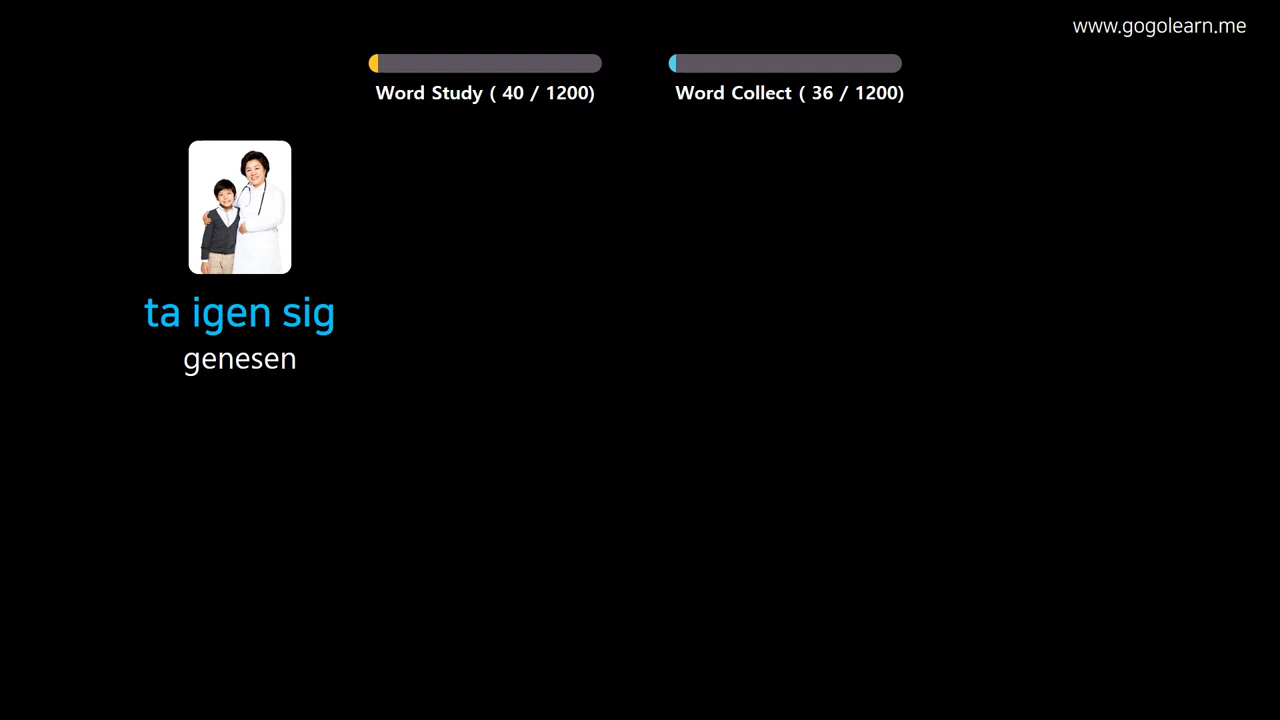 www.gogolearn.me
Word Study ( 40 / 1200)
Word Collect ( 36 / 1200)
ta igen sig
genesen